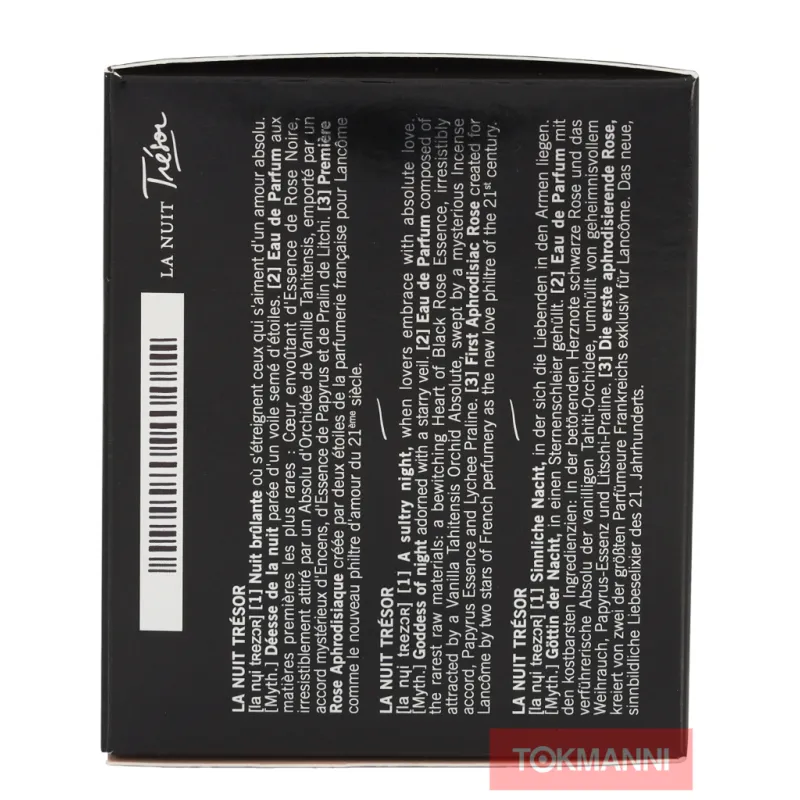 LA NUIT Trésor
LA NUIT TRÉSOR
[la nɥi tʀezɔʀ] [1] Nuit brûlante où s'étreignent ceux qui s'aiment d'un amour absolu.
[Myth.] Déesse de la nuit parée d'un voile semé d'étoiles. [2] Eau de Parfum aux
matières premières les plus rares : Cœur envoûtant d'Essence de Rose Noire,
irresistiblement attiré par un Absolu d'Orchidée de Vanille Tahitensis, emporté par un
accord mystérieux d'Encens, d'Essence de Papyrus et de Pralin de Litchi. [3] Première
Rose Aphrodisiaque créée par deux étoiles de la parfumerie française pour Lancôme
comme le nouveau philtre d'amour du 21ème siècle.
LA NUIT TRÉSOR
[la nɥi tʀezɔʀ] [1] A sultry night, when lovers embrace with absolute love.
[Myth.] Goddess of night adorned with a starry veil. [2] Eau de Parfum composed of
the rarest raw materials: a bewitching Heart of Black Rose Essence, irresistibly
attracted by a Vanilla Tahitensis Orchid Absolute, swept by a mysterious Incense
accord, Papyrus Essence and Lychee Praline. [3] First Aphrodisiac Rose created for
Lancôme by two stars of French perfumery as the new love philtre of the 21st century.
LA NUIT TRÉSOR
[la nɥi tʀezɔʀ] [1] Sinnliche Nacht, in der sich die Liebenden in den Armen liegen.
[Myth.] Göttin der Nacht, in einen Sternenschleier gehüllt. [2] Eau de Parfum mit
den kostbarsten Ingredienzien: In der betörenden Herznote schwarze Rose und das
verführerische Absolu der vanilligen Tahiti-Orchidee, umhüllt von geheimnisvollem
Weihrauch, Papyrus-Essenz und Litschi-Praline. [3] Die erste aphrodisierende Rose,
kreiert von zwei der größten Parfümeure Frankreichs exklusiv für Lancôme. Das neue,
sinnbildliche Liebeselixier des 21. Jahrhunderts.
TOKMANNI